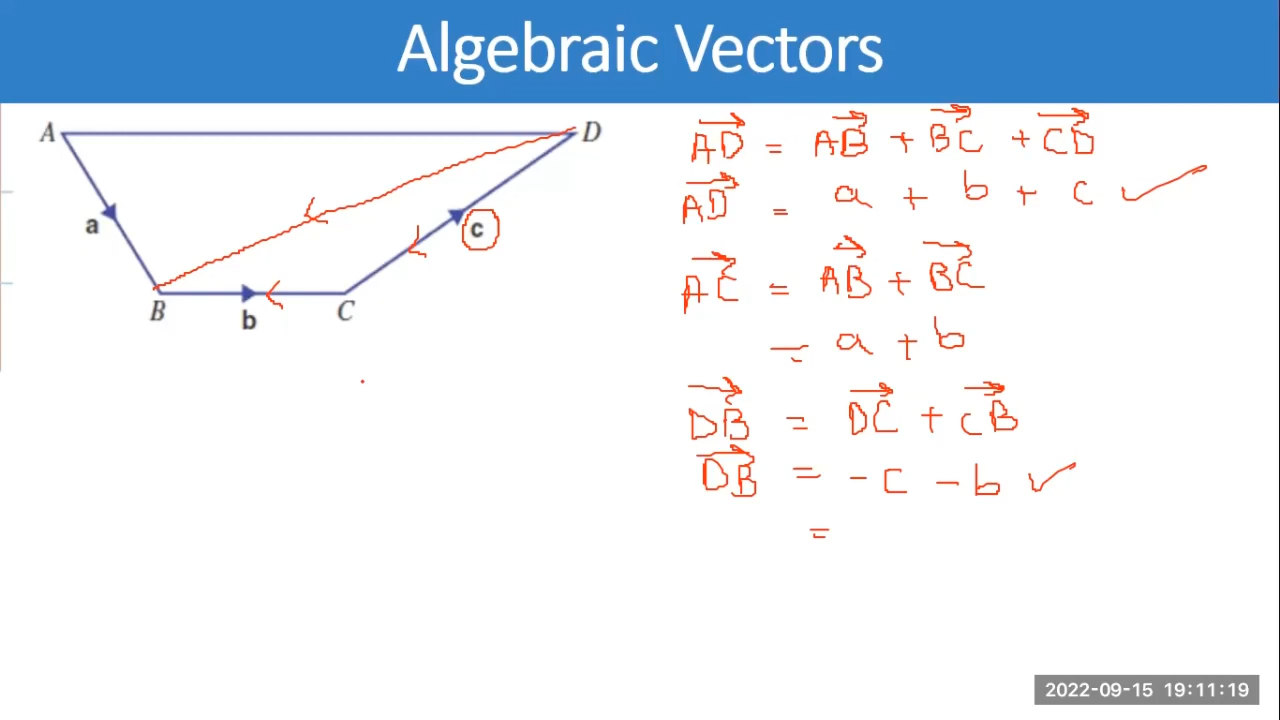 Algebraic Vectors
A
D
a
c
B
b
C
AD = AB + BC + CD
AD = a + b + c ✓
AC = AB + BC
= a + b
DB = DC + CB
DB = -c - b ✓
=
2022-09-15 19:11:19